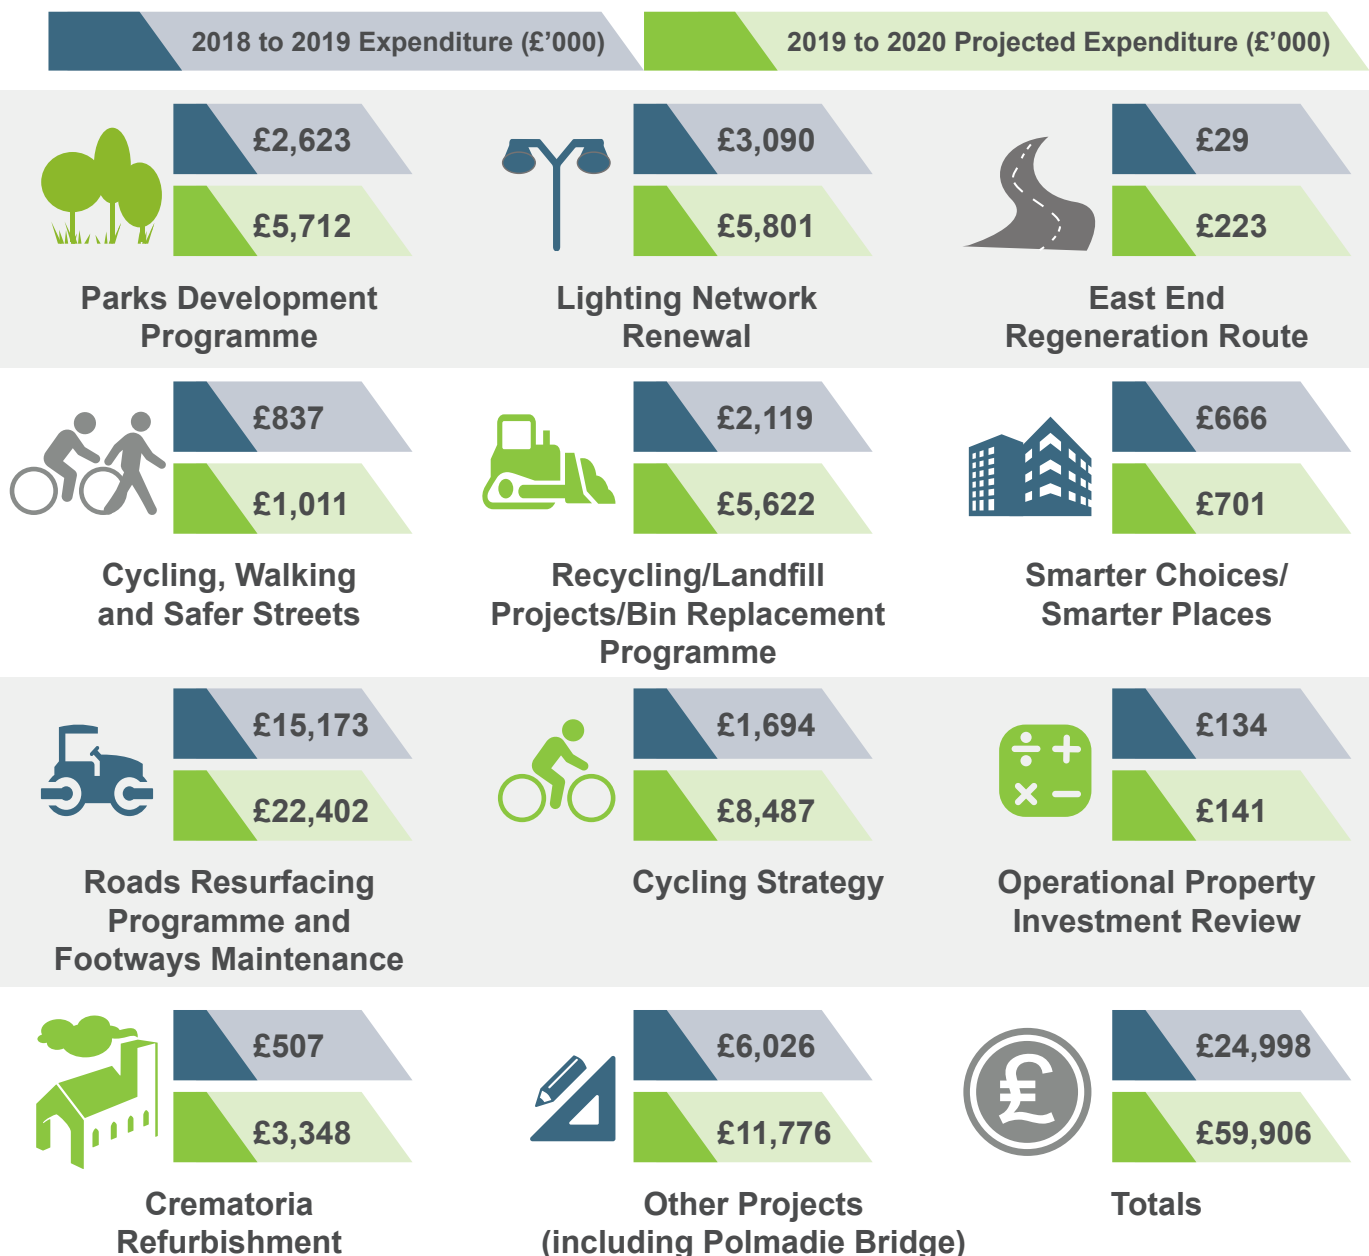 2018 to 2019 Expenditure (£’000)
2019 to 2020 Projected Expenditure (£’000)
£2,623
£5,712
Parks Development
Programme
£3,090
£5,801
Lighting Network
Renewal
£29
£223
East End
Regeneration Route
£837
£1,011
Cycling, Walking
and Safer Streets
£2,119
£5,622
Recycling/Landfill
Projects/Bin Replacement
Programme
£666
£701
Smarter Choices/
Smarter Places
£15,173
£22,402
Roads Resurfacing
Programme and
Footways Maintenance
£1,694
£8,487
Cycling Strategy
£134
£141
Operational Property
Investment Review
£507
£3,348
Crematoria
Refurbishment
£6,026
£11,776
Other Projects
(including Polmadie Bridge)
£24,998
£59,906
Totals